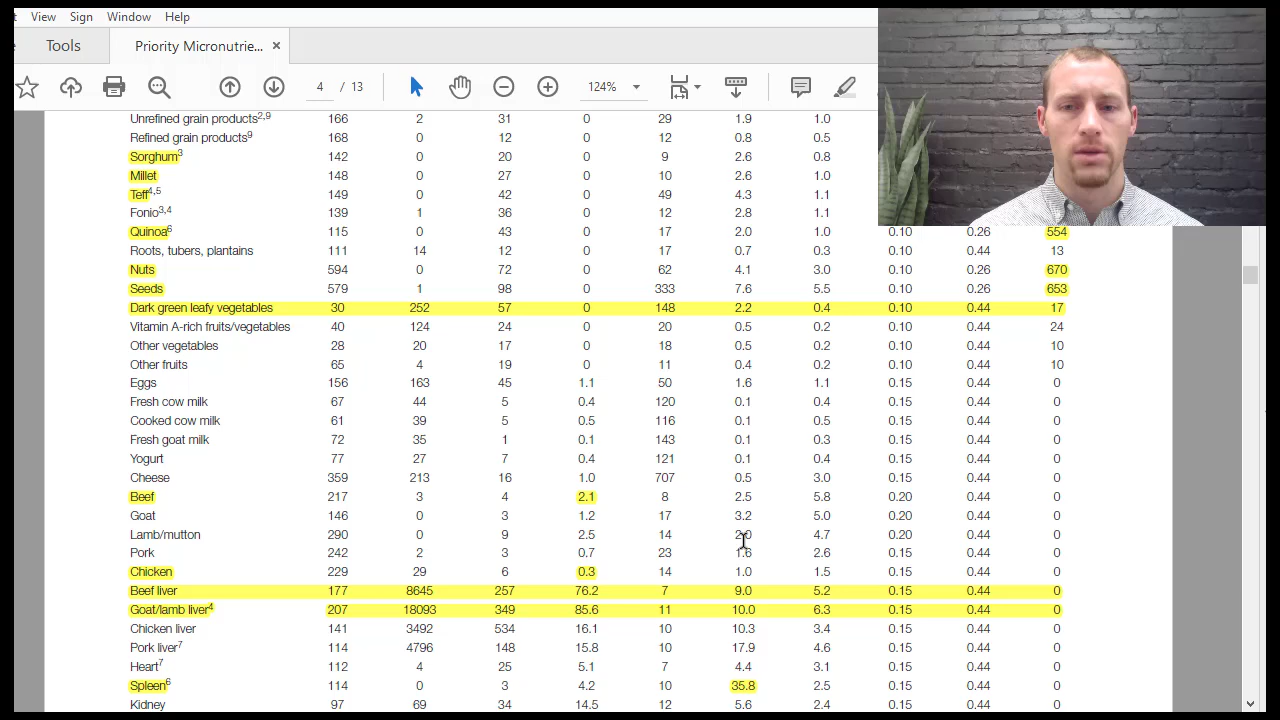 View Sign Window Help
Tools Priority Micronutrie... ×
4 / 13 124%
Unrefined grain products2,9 166 2 31 0 29 1.9 1.0
Refined grain products9 168 0 12 0 12 0.8 0.5
Sorghum3 142 0 20 0 9 2.6 0.8
Millet 148 0 27 0 10 2.6 1.0
Teff4,5 149 0 42 0 49 4.3 1.1
Fonio3,4 139 1 36 0 12 2.8 1.1
Quinoa6 115 0 43 0 17 2.0 1.0 0.10 0.26 554
Roots, tubers, plantains 111 14 12 0 17 0.7 0.3 0.10 0.44 13
Nuts 594 0 72 0 62 4.1 3.0 0.10 0.26 670
Seeds 579 1 98 0 333 7.6 5.5 0.10 0.26 653
Dark green leafy vegetables 30 252 57 0 148 2.2 0.4 0.10 0.44 17
Vitamin A-rich fruits/vegetables 40 124 24 0 20 0.5 0.2 0.10 0.44 24
Other vegetables 28 20 17 0 18 0.5 0.2 0.10 0.44 10
Other fruits 65 4 19 0 11 0.4 0.2 0.10 0.44 10
Eggs 156 163 45 1.1 50 1.6 1.1 0.15 0.44 0
Fresh cow milk 67 44 5 0.4 120 0.1 0.4 0.15 0.44 0
Cooked cow milk 61 39 5 0.5 116 0.1 0.5 0.15 0.44 0
Fresh goat milk 72 35 1 0.1 143 0.1 0.3 0.15 0.44 0
Yogurt 77 27 7 0.4 121 0.1 0.4 0.15 0.44 0
Cheese 359 213 16 1.0 707 0.5 3.0 0.15 0.44 0
Beef 217 3 4 2.1 8 2.5 5.8 0.20 0.44 0
Goat 146 0 3 1.2 17 3.2 5.0 0.20 0.44 0
Lamb/mutton 290 0 9 2.5 14 2.0 4.7 0.20 0.44 0
Pork 242 2 3 0.7 23 1.6 2.6 0.15 0.44 0
Chicken 229 29 6 0.3 14 1.0 1.5 0.15 0.44 0
Beef liver 177 8645 257 76.2 7 9.0 5.2 0.15 0.44 0
Goat/lamb liver4 207 18093 349 85.6 11 10.0 6.3 0.15 0.44 0
Chicken liver 141 3492 534 16.1 10 10.3 3.4 0.15 0.44 0
Pork liver7 114 4796 148 15.8 10 17.9 4.6 0.15 0.44 0
Heart7 112 4 25 5.1 7 4.4 3.1 0.15 0.44 0
Spleen6 114 0 3 4.2 10 35.8 2.5 0.15 0.44 0
Kidney 97 69 34 14.5 12 5.6 2.4 0.15 0.44 0